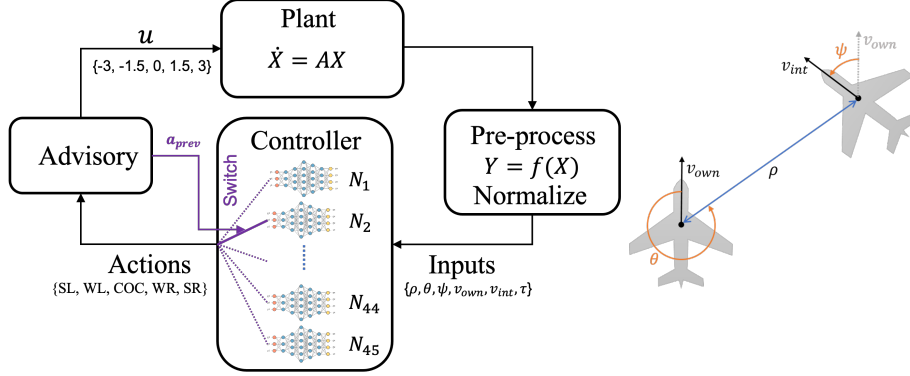 Plant
Ẋ = AX
u
{-3, -1.5, 0, 1.5, 3}
Advisory
a_prev
Switch
Controller
N_1
N_2
N_44
N_45
Pre-process
Y = f(X)
Normalize
Actions
{SL, WL, COC, WR, SR}
Inputs
{ρ, θ, ψ, v_own, v_int, τ}
ψ
v_own
v_int
v_own
ρ
θ